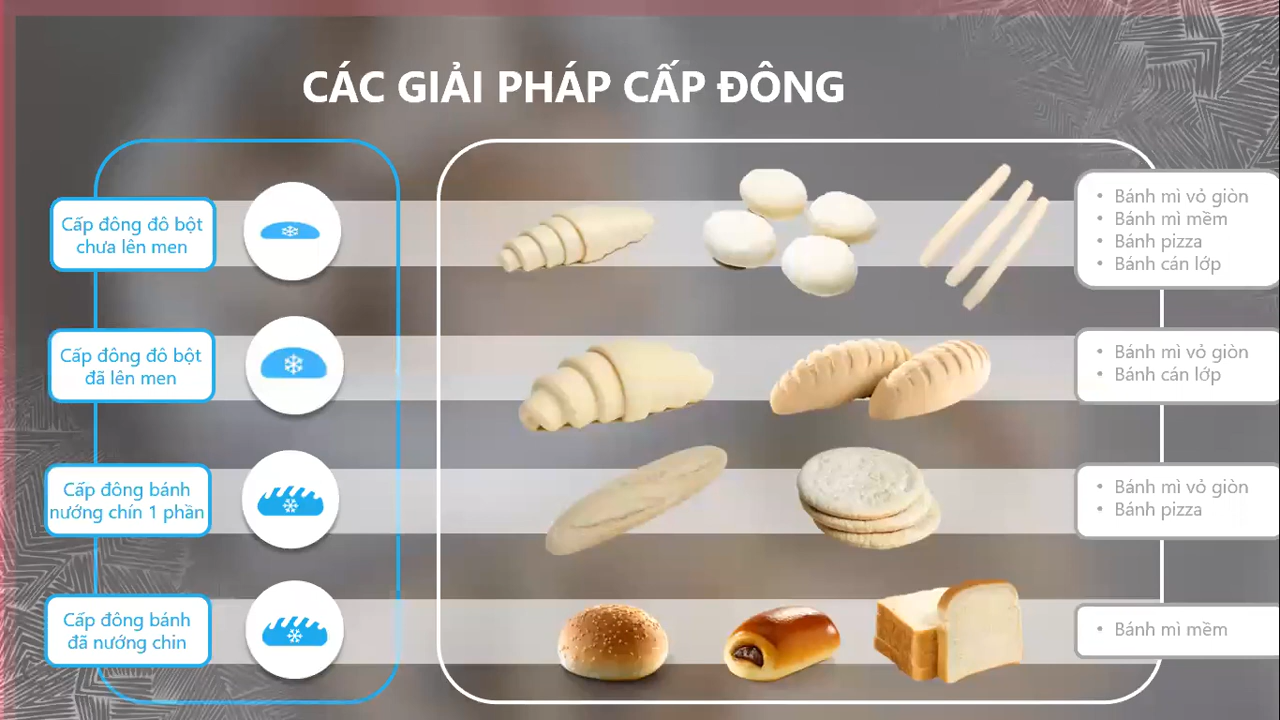 CÁC GIẢI PHÁP CẤP ĐÔNG
Cấp đông đô bột
chưa lên men
• Bánh mì vỏ giòn
• Bánh mì mềm
• Bánh pizza
• Bánh cán lớp
Cấp đông đô bột
đã lên men
• Bánh mì vỏ giòn
• Bánh cán lớp
Cấp đông bánh
nướng chín 1 phần
• Bánh mì vỏ giòn
• Bánh pizza
Cấp đông bánh
đã nướng chin
• Bánh mì mềm